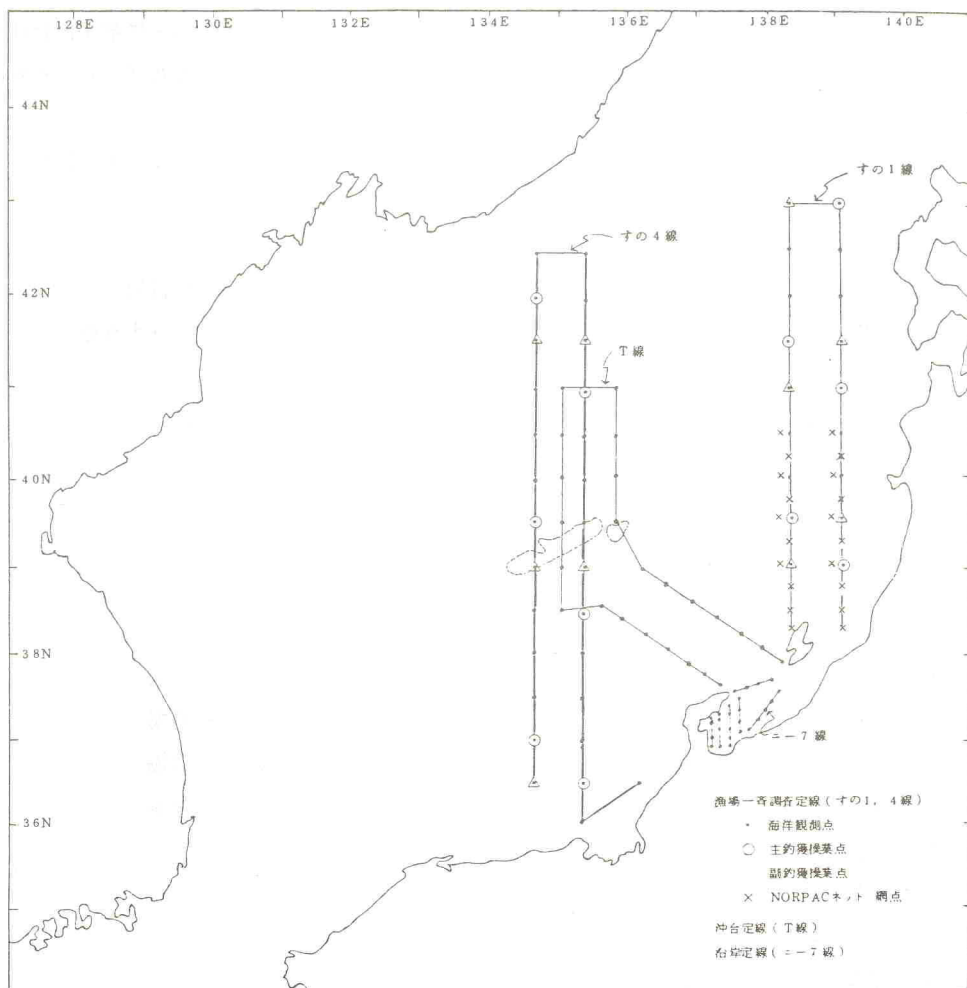 128E 130E 132E 134E 136E 138E 140E
44N
すの1線
すの4線
42N
T線
40N
38N
ニ-7線
漁場一斉調査定線(すの1, 4線)
36N
・ 海洋観測点
○ 主釣獲操業点
副釣獲操業点
× NORPACネット 網点
沖合定線(T線)
沿岸定線(ニ-7線)